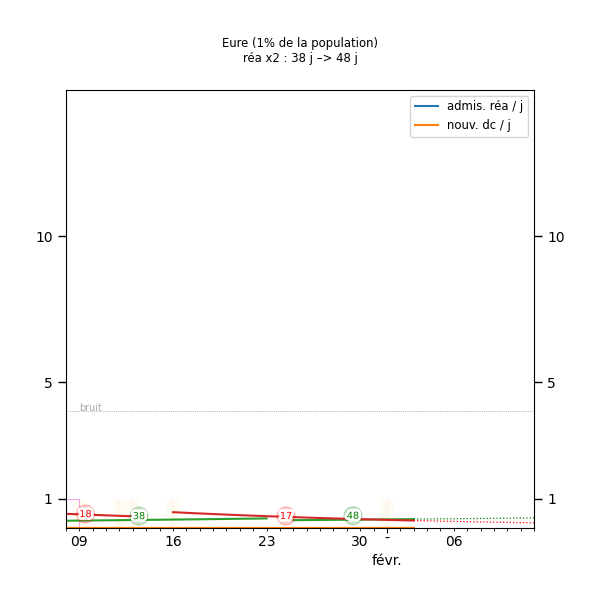 Eure (1% de la population)
réa x2 : 38 j –> 48 j
admis. réa / j
nouv. dc / j
10
10
5
5
bruit
1
1
18
38
17
48
09
16
23
30
-
06
févr.